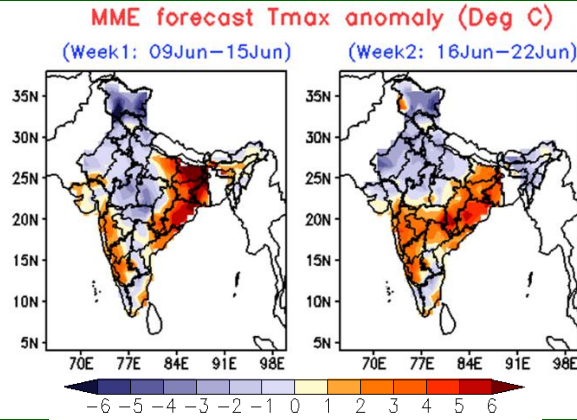 MME forecast Tmax anomaly (Deg C)
(Week1: 09Jun−15Jun) (Week2: 16Jun−22Jun)
35N 35N
30N 30N
25N 25N
20N 20N
15N 15N
10N 10N
5N 5N
70E 77E 84E 91E 98E 70E 77E 84E 91E 98E
−6 −5 −4 −3 −2 −1 0 1 2 3 4 5 6